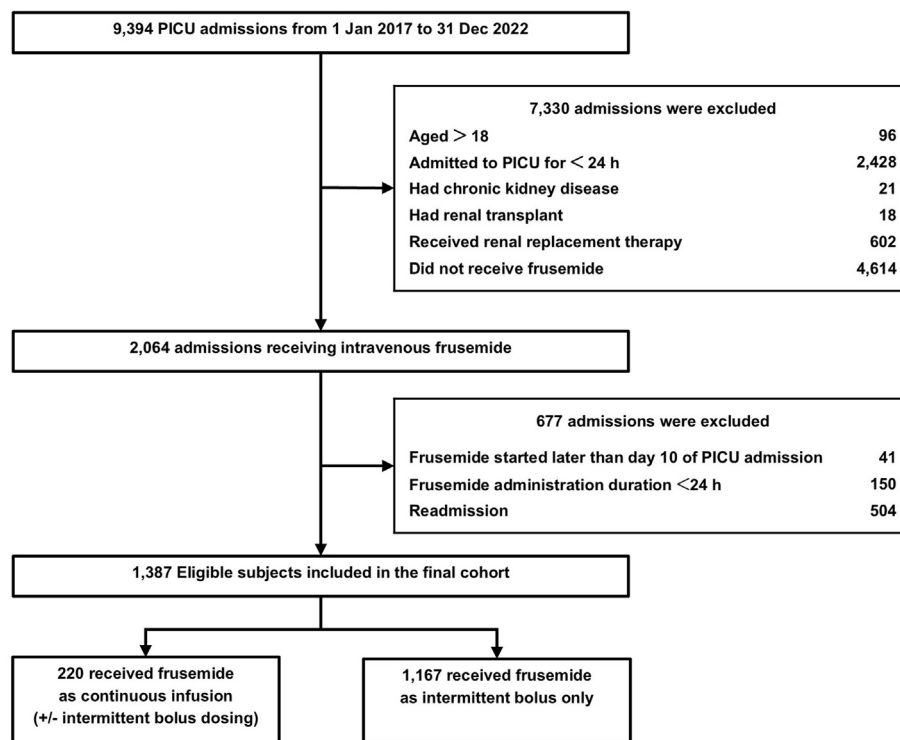 9,394 PICU admissions from 1 Jan 2017 to 31 Dec 2022
7,330 admissions were excluded
Aged > 18 96
Admitted to PICU for < 24 h 2,428
Had chronic kidney disease 21
Had renal transplant 18
Received renal replacement therapy 602
Did not receive frusemide 4,614
2,064 admissions receiving intravenous frusemide
677 admissions were excluded
Frusemide started later than day 10 of PICU admission 41
Frusemide administration duration <24 h 150
Readmission 504
1,387 Eligible subjects included in the final cohort
220 received frusemide
as continuous infusion
(+/- intermittent bolus dosing)
1,167 received frusemide
as intermittent bolus only